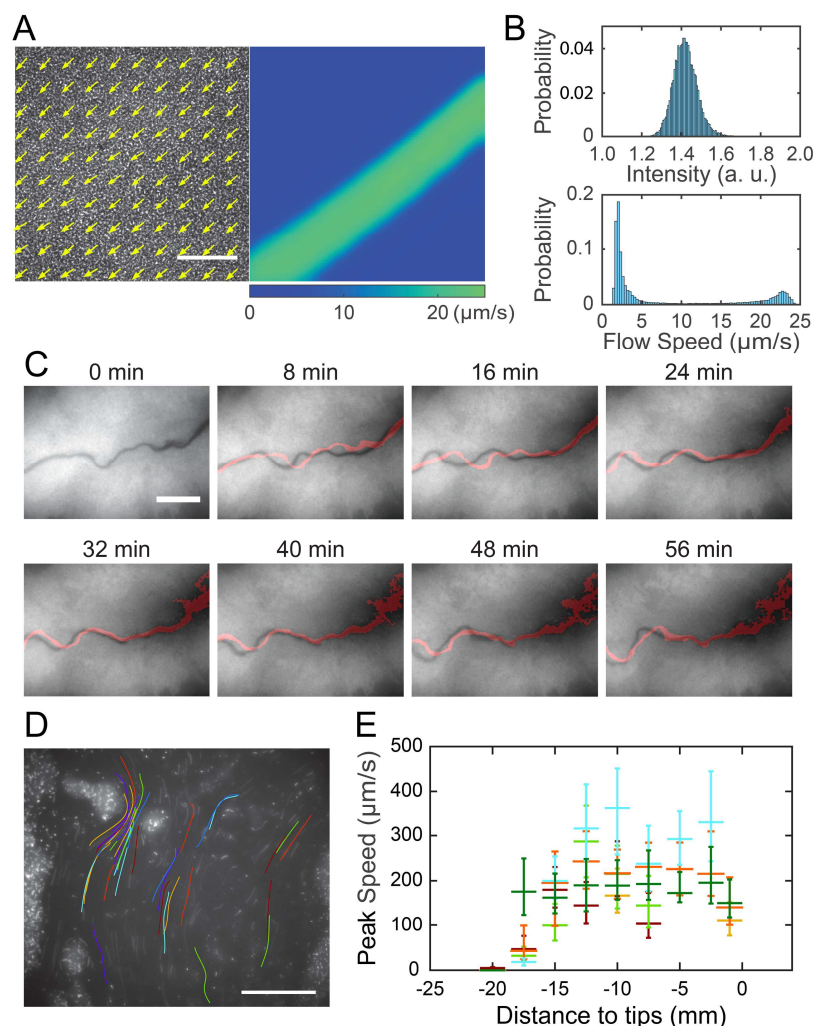 A
0 10 20 (μm/s)
B
Probability
0.04
0.02
0
1.0 1.2 1.4 1.6 1.8 2.0
Intensity (a. u.)
Probability
0.2
0.1
0
0 5 10 15 20 25
Flow Speed (μm/s)
C
0 min 8 min 16 min 24 min
32 min 40 min 48 min 56 min
D
E
Peak Speed (μm/s)
500
400
300
200
100
0
-25 -20 -15 -10 -5 0
Distance to tips (mm)